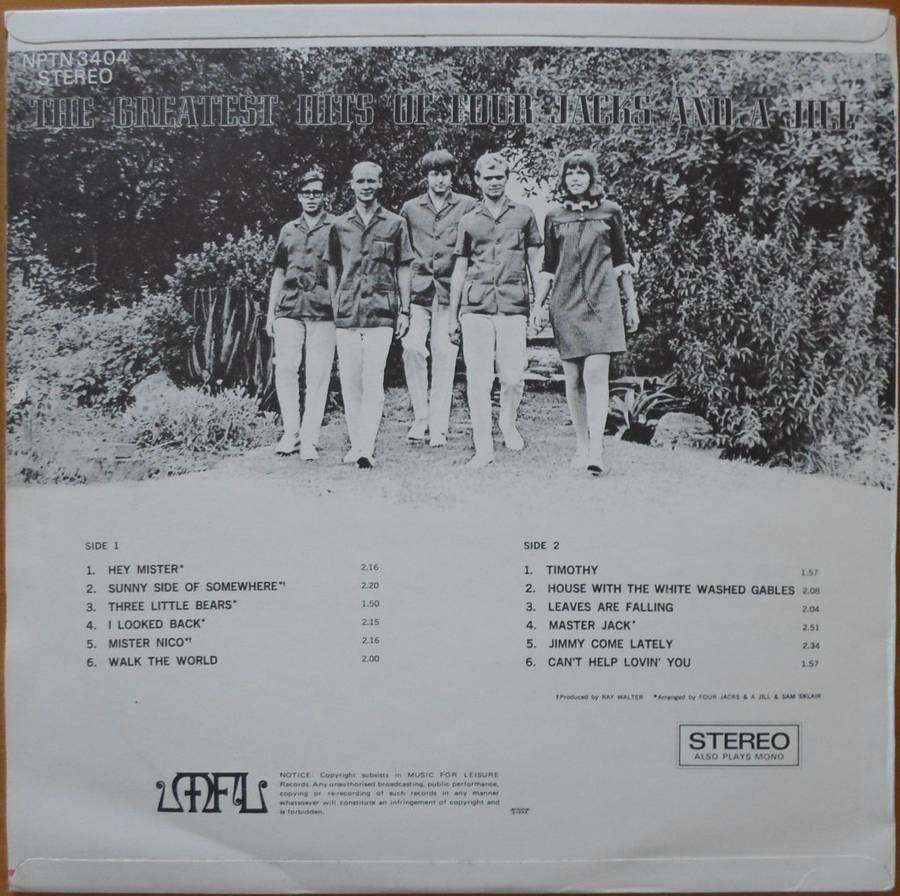 NPTN 3404
STEREO
THE GREATEST HITS OF FOUR JACKS AND A JILL
SIDE 1
1. HEY MISTER* 2.16
2. SUNNY SIDE OF SOMEWHERE*† 2.20
3. THREE LITTLE BEARS* 1.50
4. I LOOKED BACK* 2.15
5. MISTER NICO*† 2.16
6. WALK THE WORLD 2.00
SIDE 2
1. TIMOTHY 1.57
2. HOUSE WITH THE WHITE WASHED GABLES 2.08
3. LEAVES ARE FALLING 2.04
4. MASTER JACK* 2.51
5. JIMMY COME LATELY 2.34
6. CAN'T HELP LOVIN' YOU 1.57
†Produced by RAY WALTER *Arranged by FOUR JACKS & A JILL & SAM SKLAIR
STEREO
ALSO PLAYS MONO
MFL
NOTICE: Copyright subsists in MUSIC FOR LEISURE
Records. Any unauthorised broadcasting, public performance,
copying or re-recording of such records in any manner
whatsoever will constitute an infringement of copyright and
is forbidden.